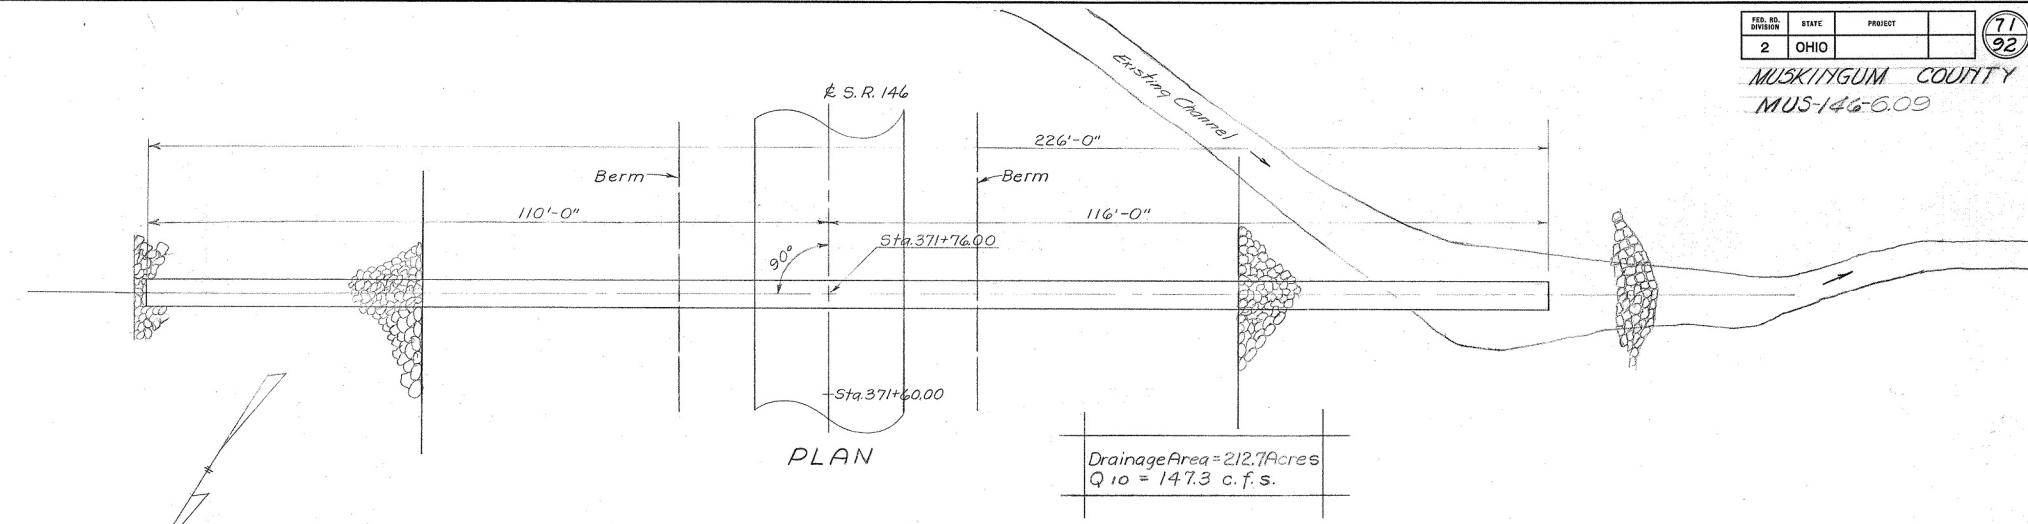 FED. RD. DIVISION STATE PROJECT
2 OHIO
71
92
MUSKINGUM COUNTY
MUS-146-6.09
Existing Channel
℄ S.R. 146
226'-0"
Berm
Berm
110'-0"
116'-0"
Sta.371+76.00
90°
Sta.371+60.00
PLAN
Drainage Area = 212.7 Acres
Q10 = 147.3 c.f.s.